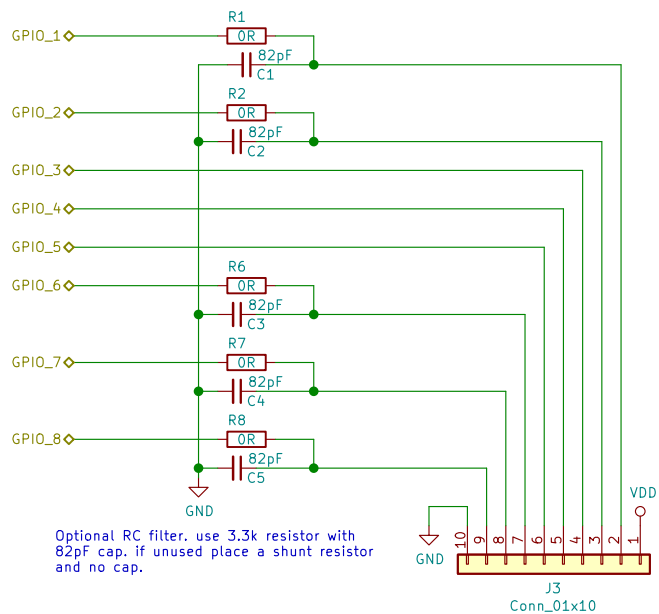 R1
GPIO_1
0R
82pF
C1
R2
GPIO_2
0R
82pF
C2
GPIO_3
GPIO_4
GPIO_5
R6
GPIO_6
0R
82pF
C3
R7
GPIO_7
0R
82pF
C4
R8
GPIO_8
0R
82pF
C5
GND
VDD
Optional RC filter. use 3.3k resistor with
82pF cap. if unused place a shunt resistor
and no cap.
GND
10
9
8
7
6
5
4
3
2
1
J3
Conn_01x10